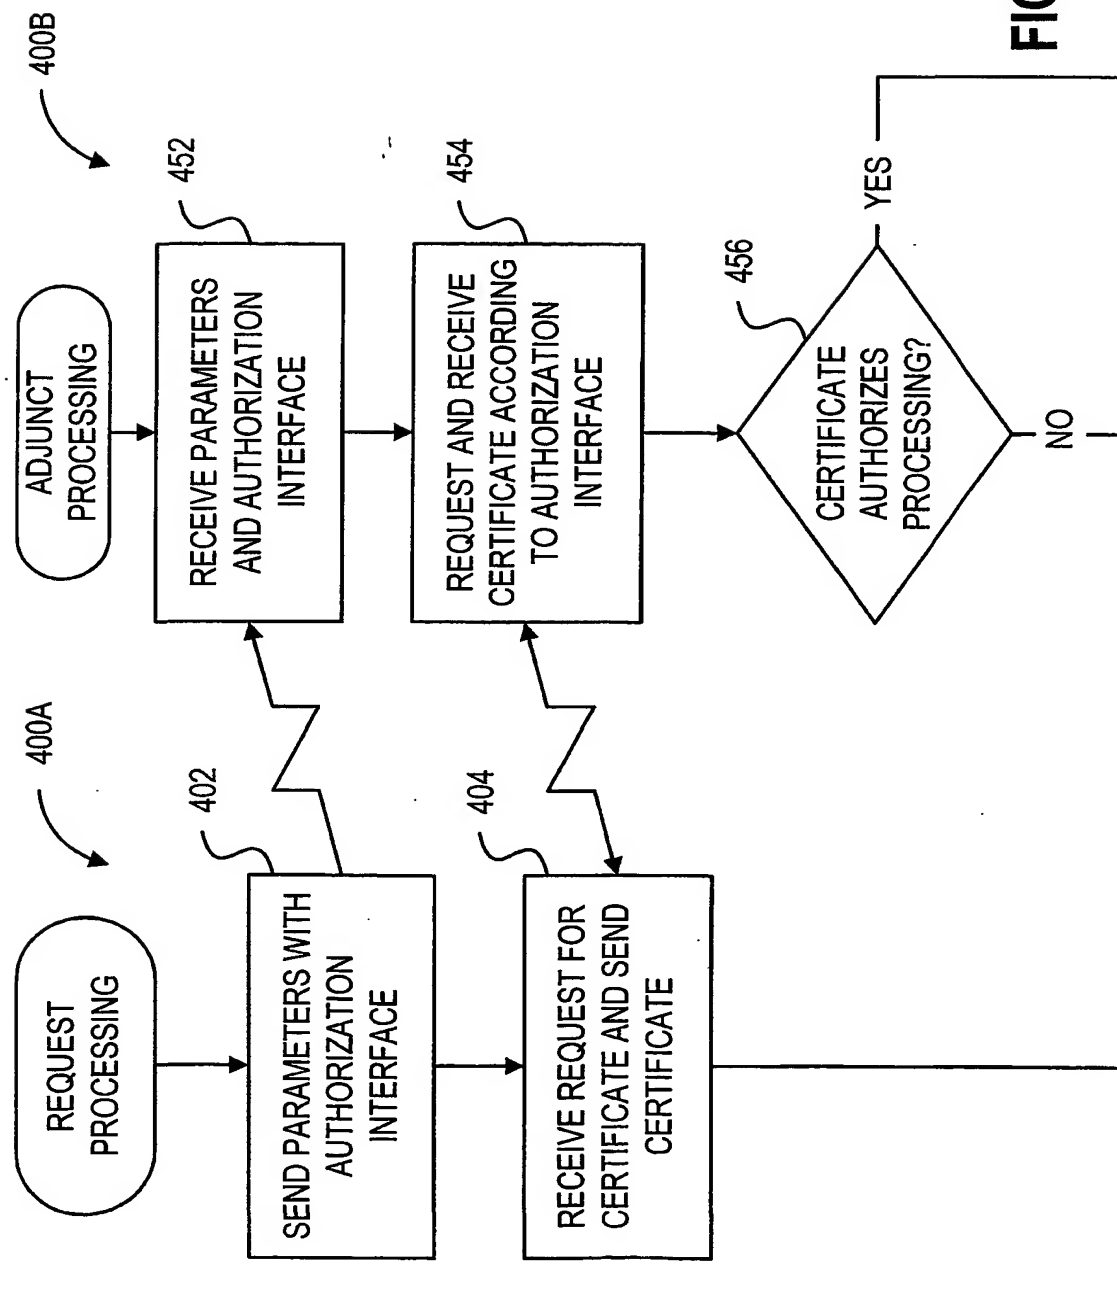 400A
REQUEST
PROCESSING
402
SEND PARAMETERS WITH
AUTHORIZATION
INTERFACE
404
RECEIVE REQUEST FOR
CERTIFICATE AND SEND
CERTIFICATE
400B
ADJUNCT
PROCESSING
452
RECEIVE PARAMETERS
AND AUTHORIZATION
INTERFACE
454
REQUEST AND RECEIVE
CERTIFICATE ACCORDING
TO AUTHORIZATION
INTERFACE
456
CERTIFICATE
AUTHORIZES
PROCESSING?
YES
NO